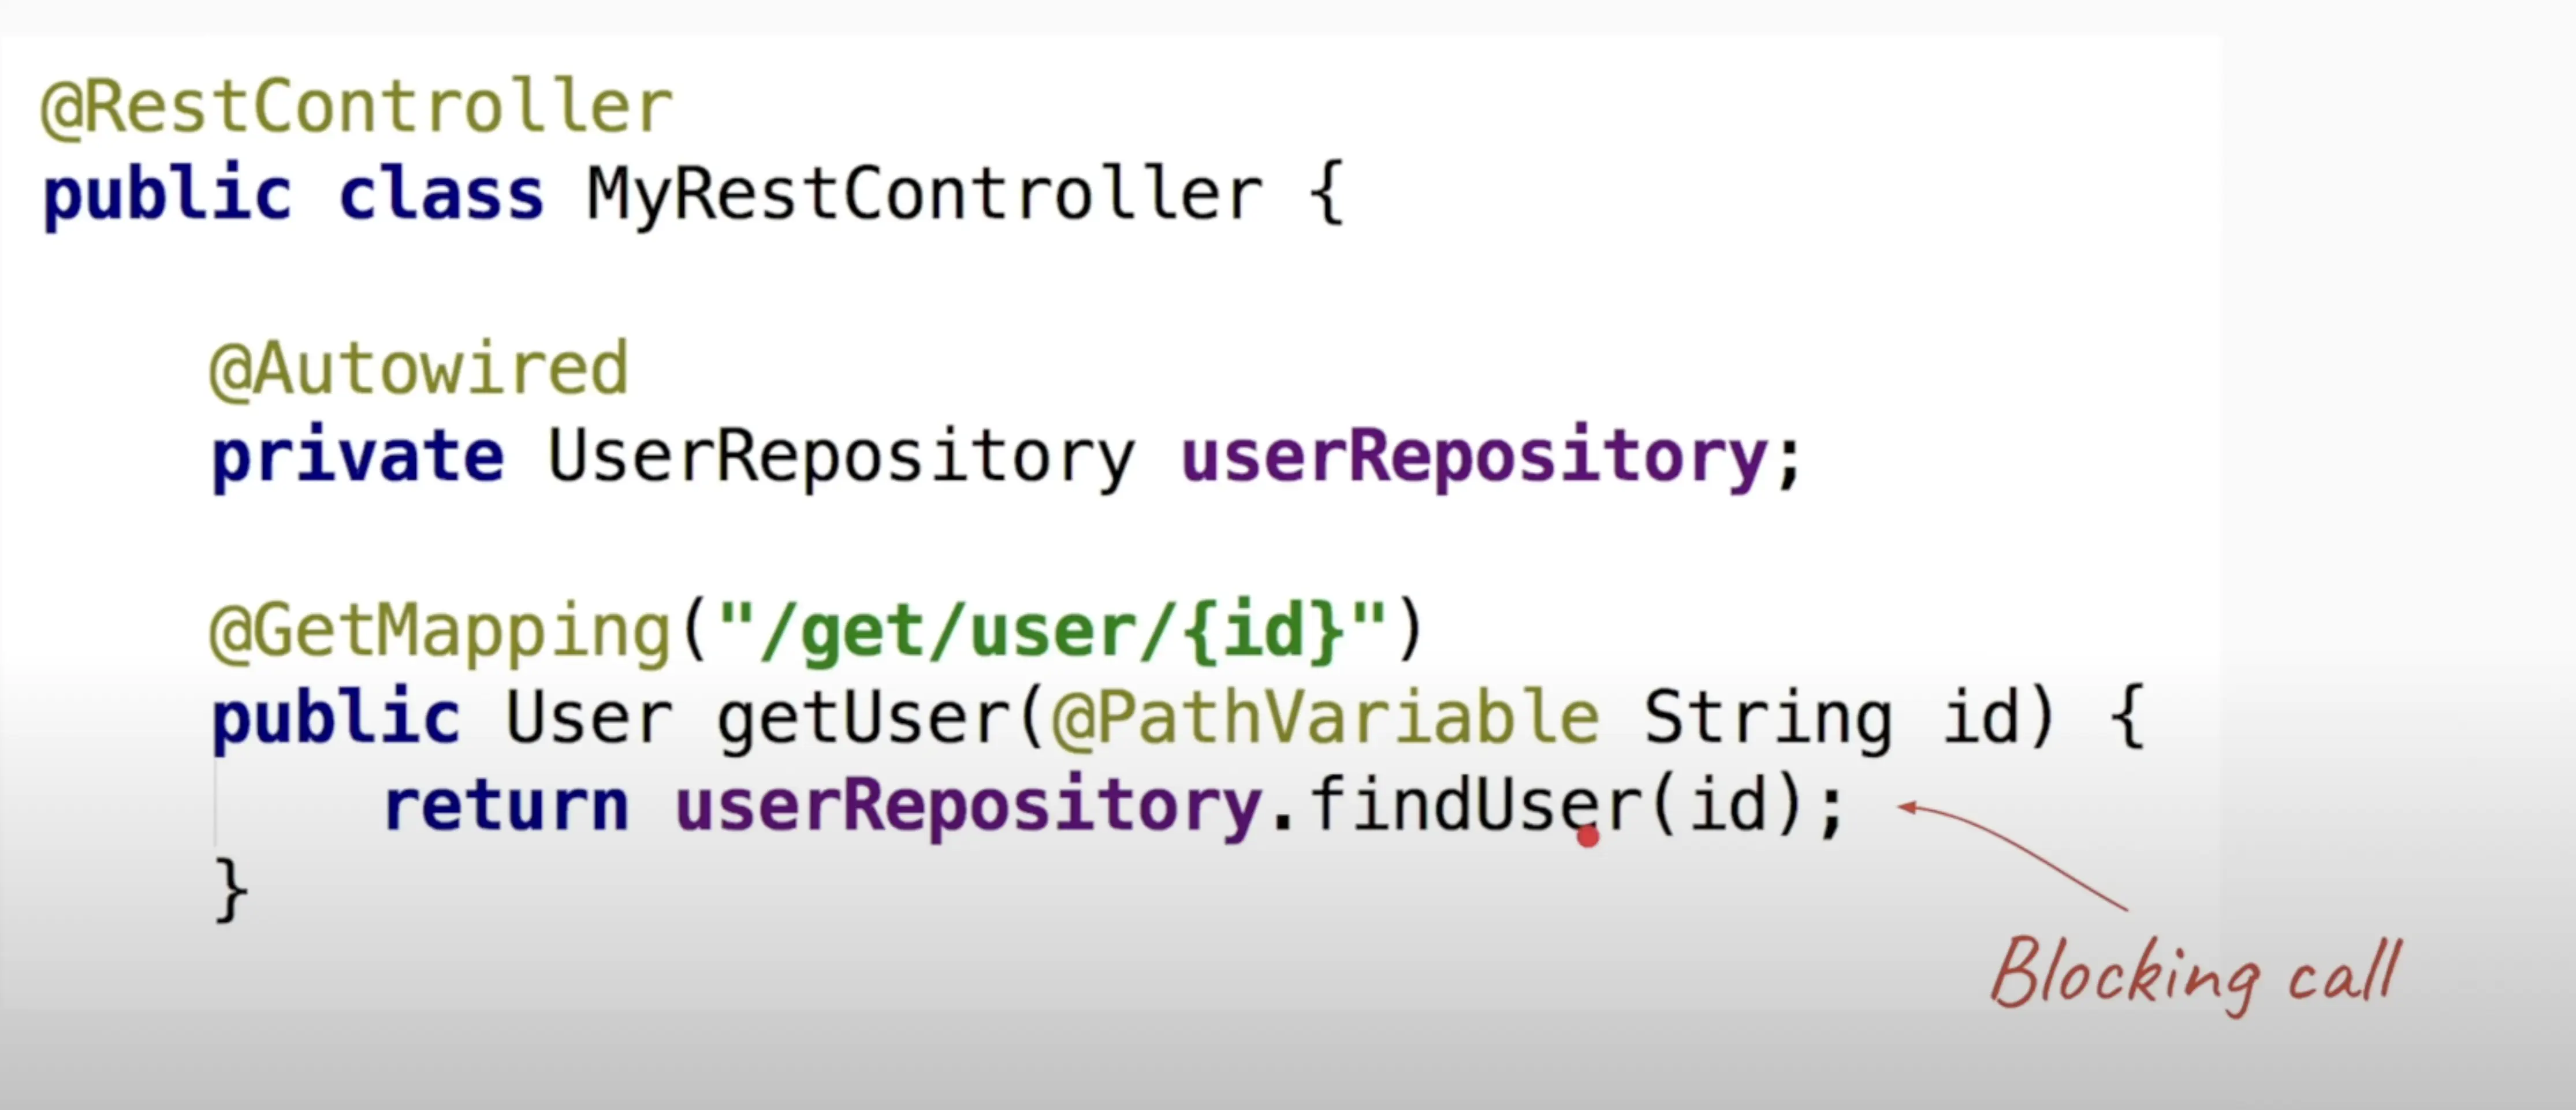 @RestController
public class MyRestController {
@Autowired
private UserRepository userRepository;
@GetMapping("/get/user/{id}")
public User getUser(@PathVariable String id) {
return userRepository.findUser(id);
}
Blocking call